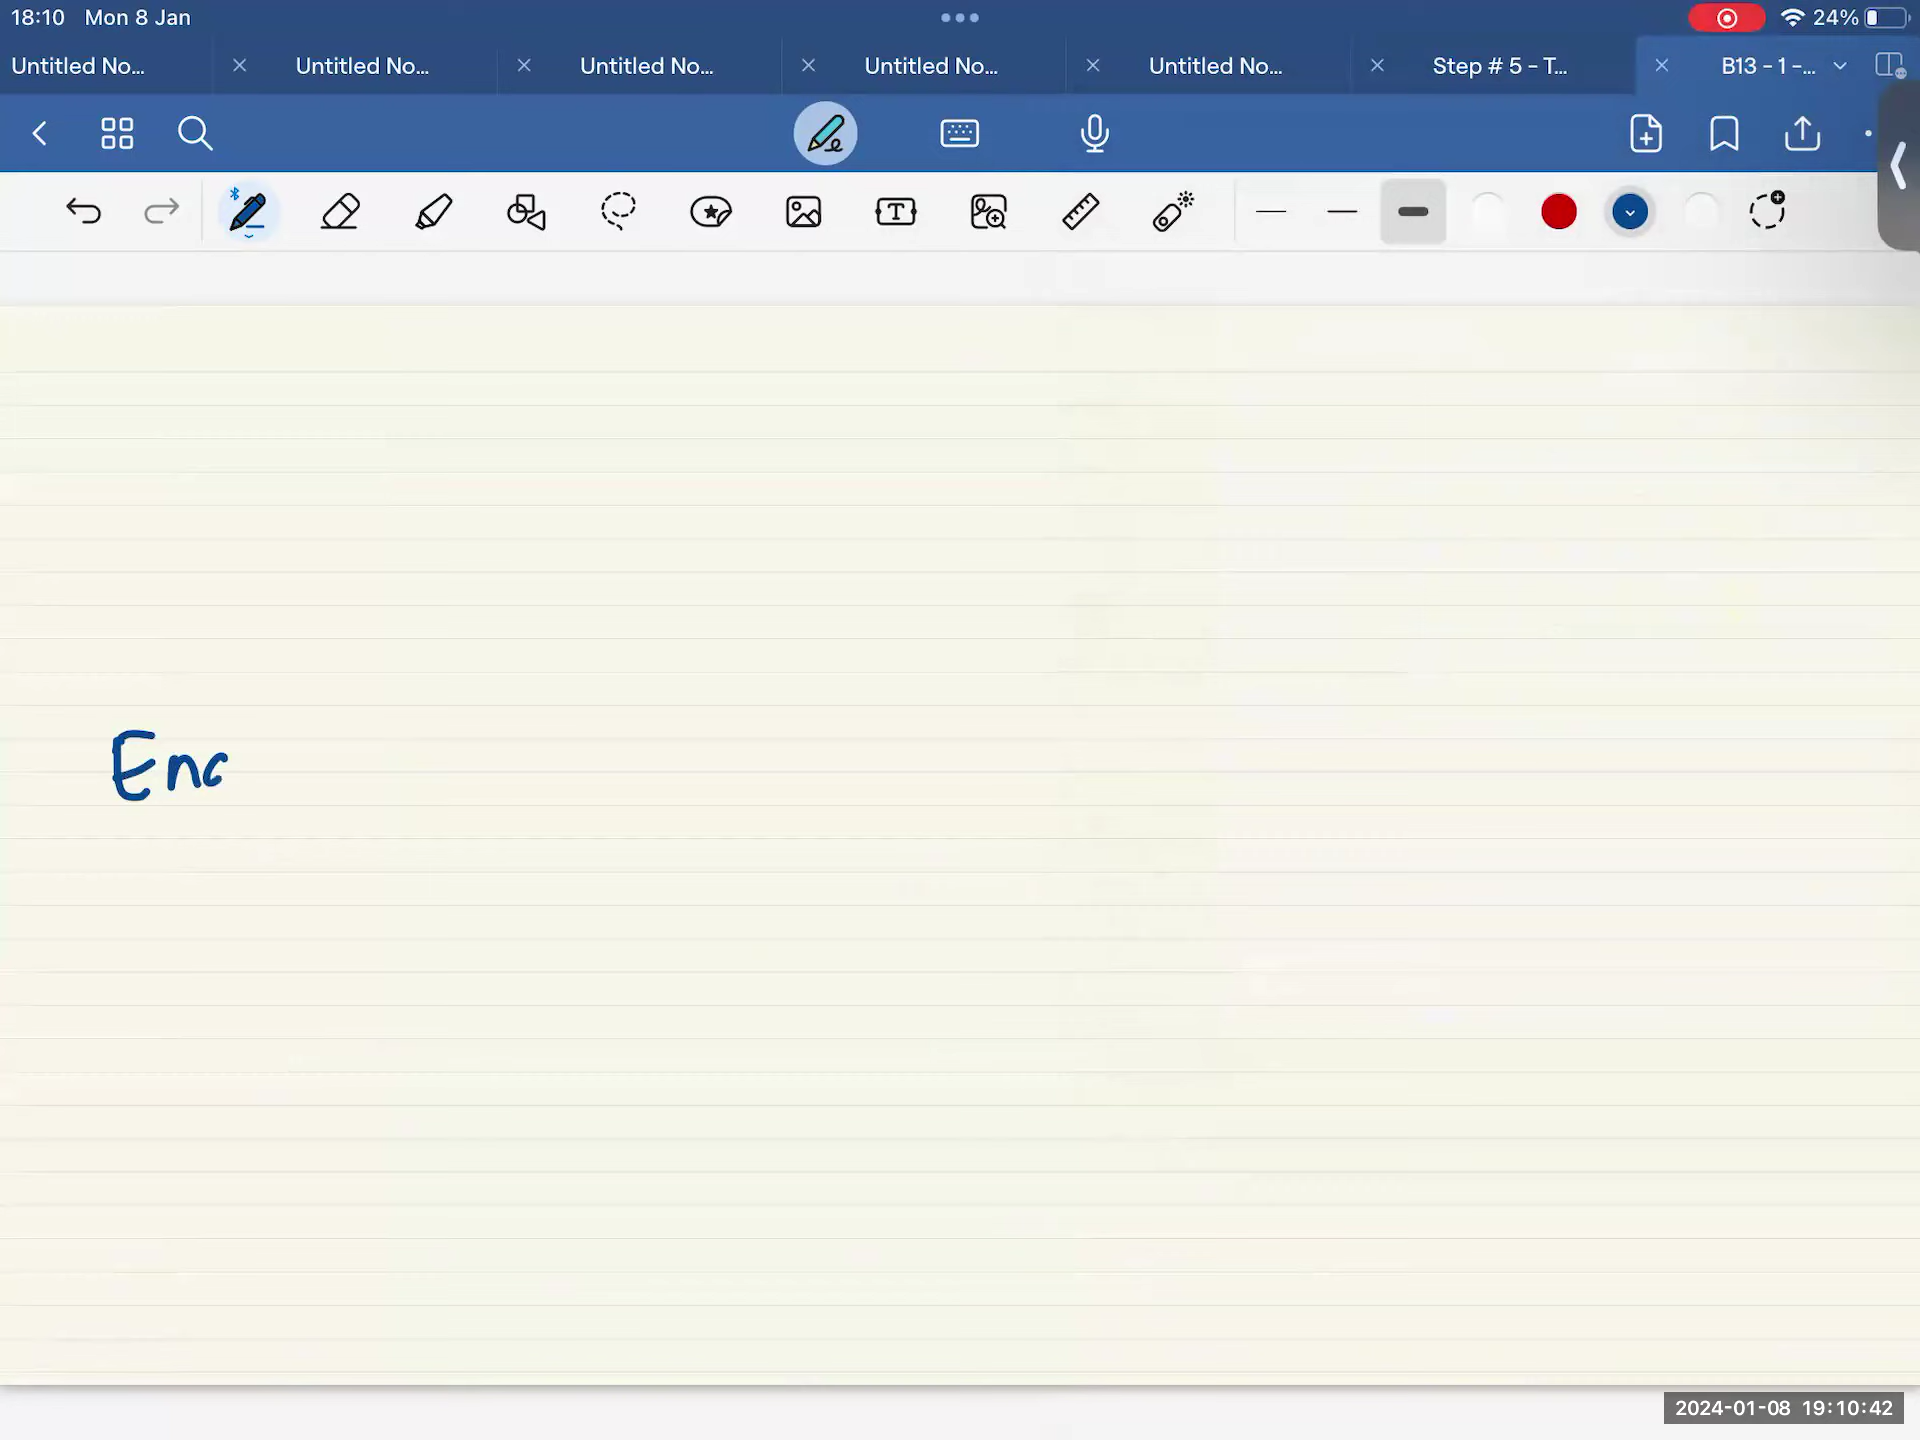 18:10 Mon 8 Jan
24%
Untitled No... Untitled No... Untitled No... Untitled No... Untitled No... Step # 5 - T... B13 - 1 -...
Enc
2024-01-08 19:10:42